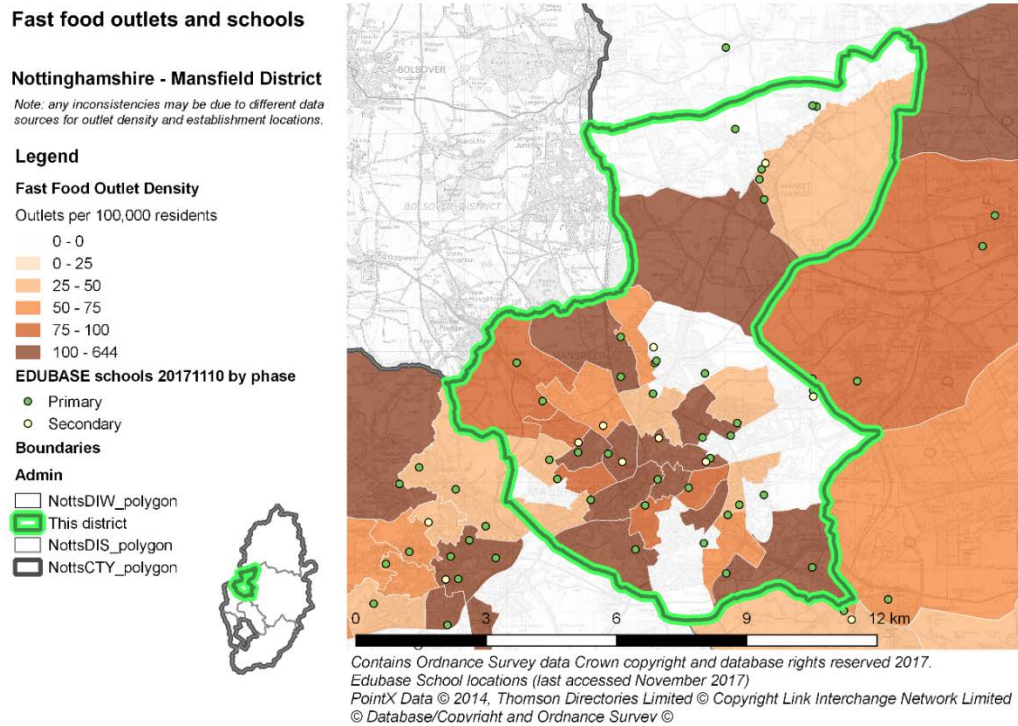 Fast food outlets and schools
Nottinghamshire - Mansfield District
Note: any inconsistencies may be due to different data
sources for outlet density and establishment locations.
Legend
Fast Food Outlet Density
Outlets per 100,000 residents
0 - 0
0 - 25
25 - 50
50 - 75
75 - 100
100 - 644
EDUBASE schools 20171110 by phase
Primary
Secondary
Boundaries
Admin
NottsDIW_polygon
This district
NottsDIS_polygon
NottsCTY_polygon
BOLSOVER
BOLSOVER DISTRICT
0 3 6 9 12 km
Contains Ordnance Survey data Crown copyright and database rights reserved 2017.
Edubase School locations (last accessed November 2017)
PointX Data © 2014, Thomson Directories Limited © Copyright Link Interchange Network Limited
© Database/Copyright and Ordnance Survey ©